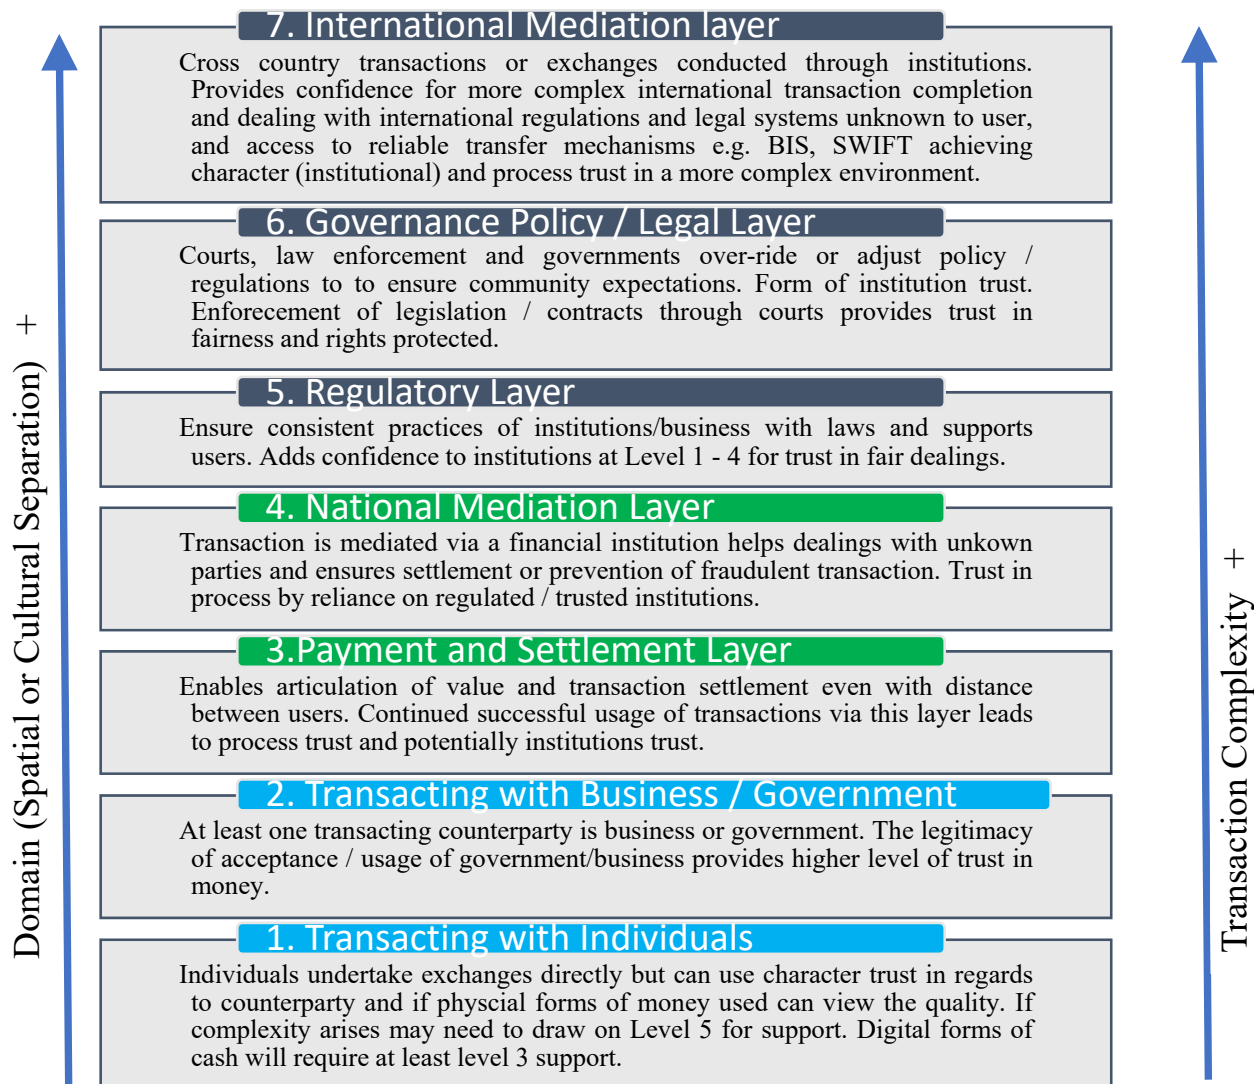 7. International Mediation layer
Cross country transactions or exchanges conducted through institutions.
Provides confidence for more complex international transaction completion
and dealing with international regulations and legal systems unknown to user,
and access to reliable transfer mechanisms e.g. BIS, SWIFT achieving
character (institutional) and process trust in a more complex environment.
6. Governance Policy / Legal Layer
Courts, law enforcement and governments over-ride or adjust policy /
regulations to to ensure community expectations. Form of institution trust.
Enforecement of legislation / contracts through courts provides trust in
fairness and rights protected.
5. Regulatory Layer
Ensure consistent practices of institutions/business with laws and supports
users. Adds confidence to institutions at Level 1 - 4 for trust in fair dealings.
4. National Mediation Layer
Transaction is mediated via a financial institution helps dealings with unkown
parties and ensures settlement or prevention of fraudulent transaction. Trust in
process by reliance on regulated / trusted institutions.
3.Payment and Settlement Layer
Enables articulation of value and transaction settlement even with distance
between users. Continued successful usage of transactions via this layer leads
to process trust and potentially institutions trust.
2. Transacting with Business / Government
At least one transacting counterparty is business or government. The legitimacy
of acceptance / usage of government/business provides higher level of trust in
money.
1. Transacting with Individuals
Individuals undertake exchanges directly but can use character trust in regards
to counterparty and if physcial forms of money used can view the quality. If
complexity arises may need to draw on Level 5 for support. Digital forms of
cash will require at least level 3 support.
Domain (Spatial or Cultural Separation) +
Transaction Complexity +